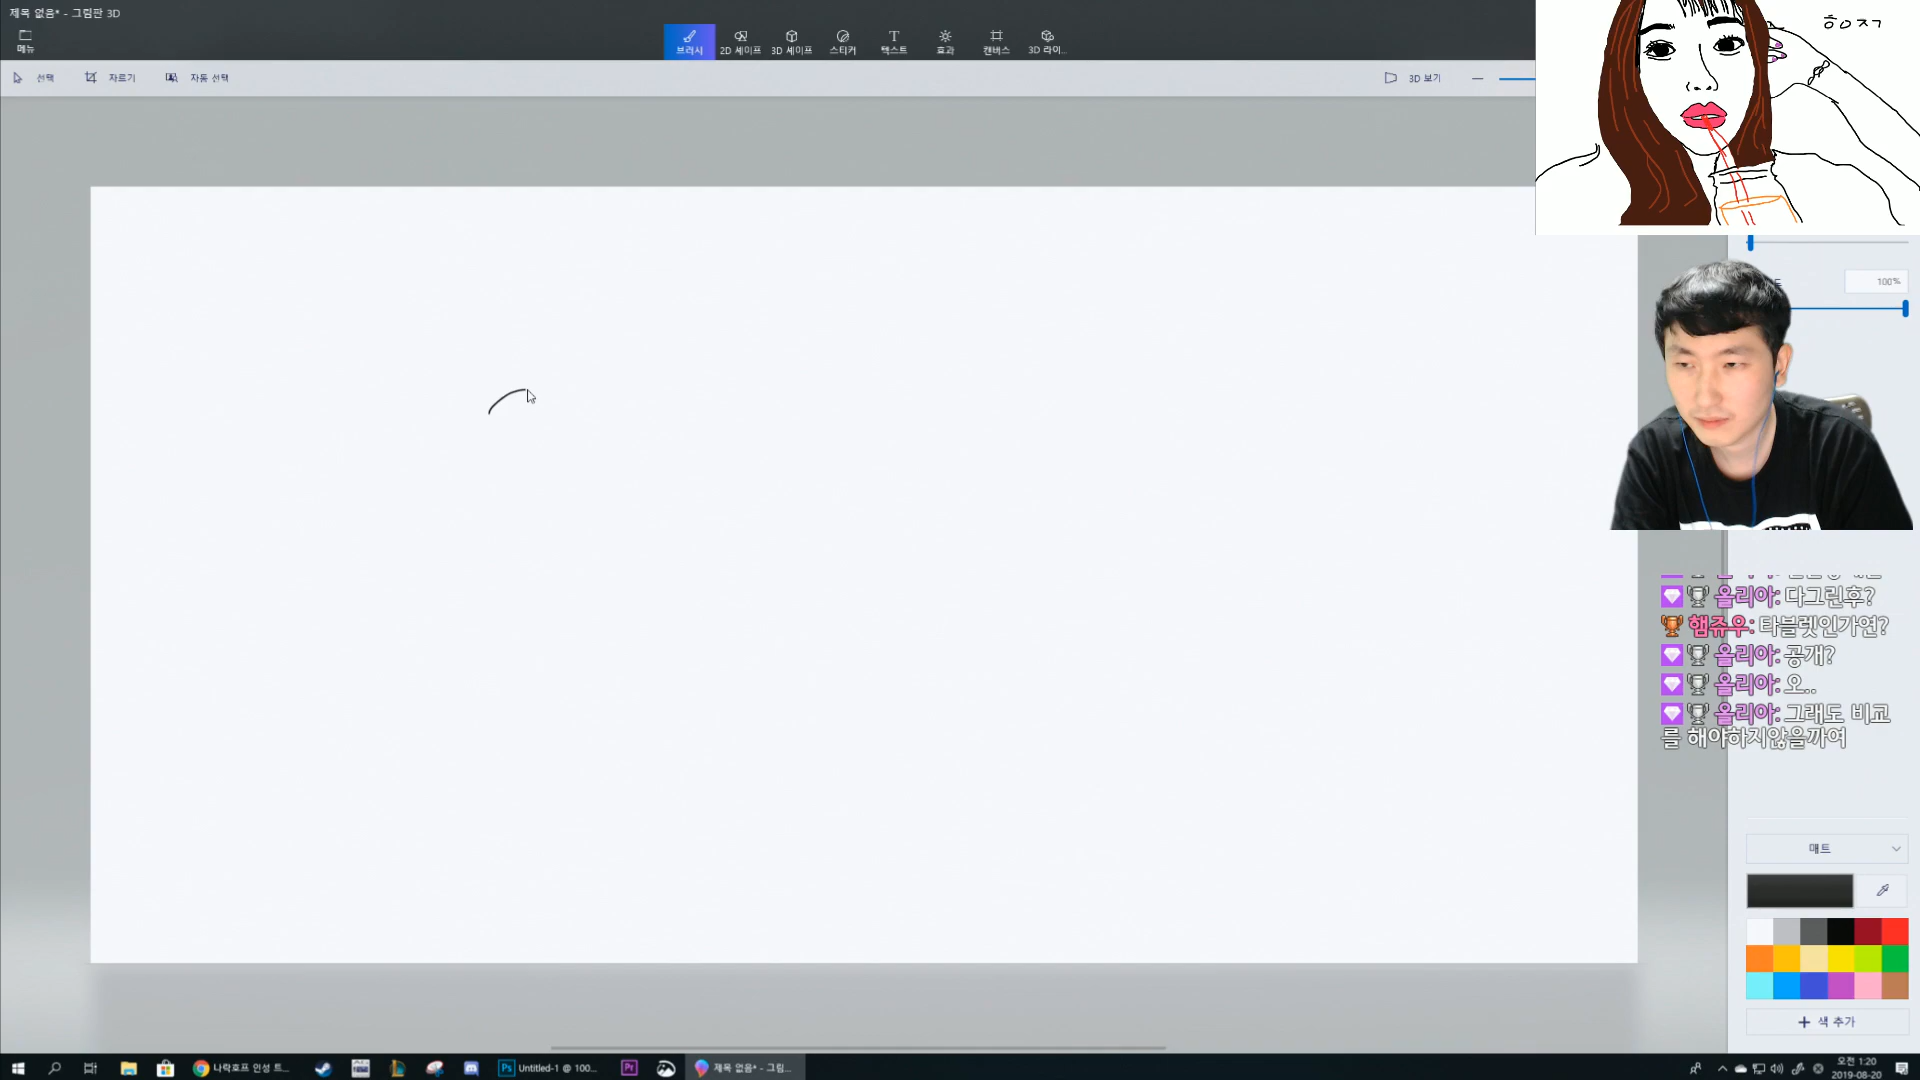 제목 없음* - 그림판 3D
메뉴
브러시
2D 셰이프
3D 셰이프
스티커
텍스트
효과
캔버스
3D 라이...
선택
자르기
자동 선택
3D 보기
현지
100%
올리아: 다그린후?
햄쥬우: 타블렛인가연?
올리아: 공개?
올리아: 오..
올리아: 그래도 비교
를 해야하지않을까여
매트
색 추가
나락호프 인성 트...
Ps Untitled-1 @ 100...
Pr
제목 없음* - 그림...
오전 1:20
2019-08-20